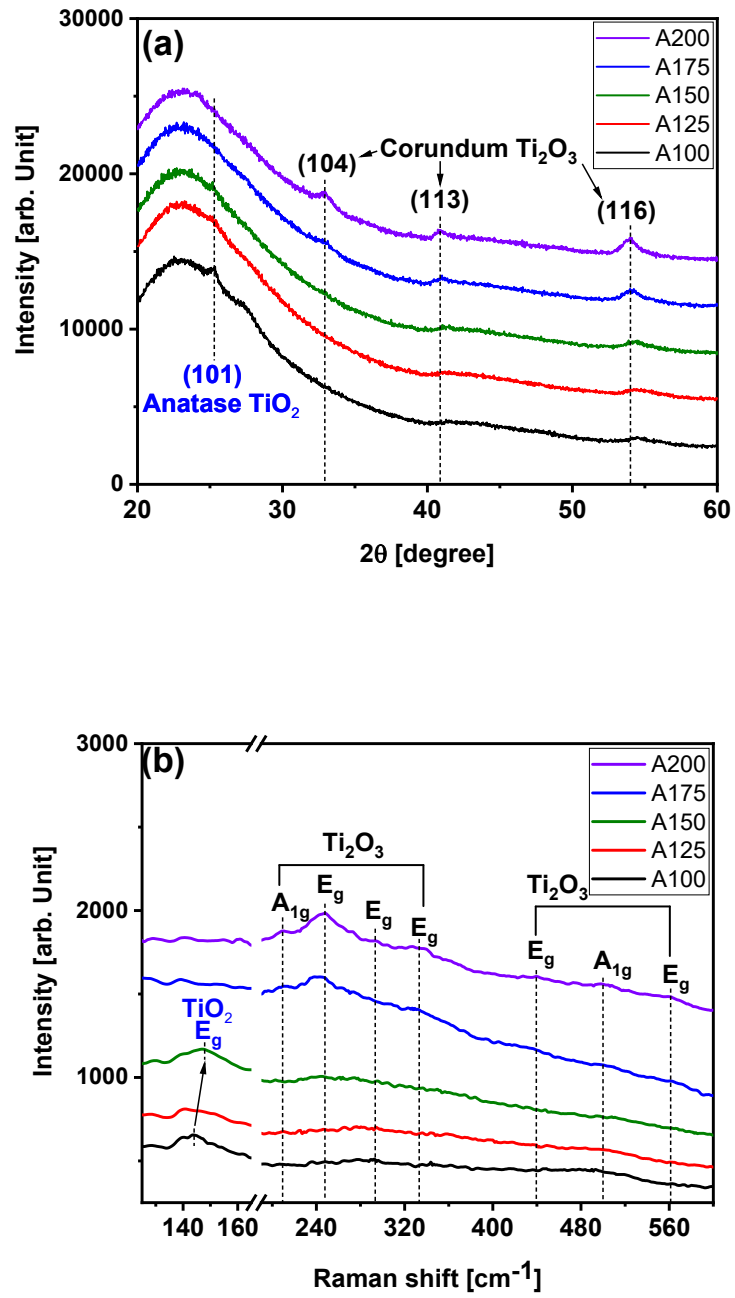 (a)
30000
20000
10000
0
Intensity [arb. Unit]
A200
A175
A150
A125
A100
(104)
Corundum Ti₂O₃
(113)
(116)
(101)
Anatase TiO₂
20
30
40
50
60
2θ [degree]
(b)
3000
2000
1000
Intensity [arb. Unit]
A200
A175
A150
A125
A100
Ti₂O₃
A₁g
Eg
Eg
Eg
Ti₂O₃
Eg
A₁g
Eg
TiO₂
Eg
140
160
240
320
400
480
560
Raman shift [cm⁻¹]